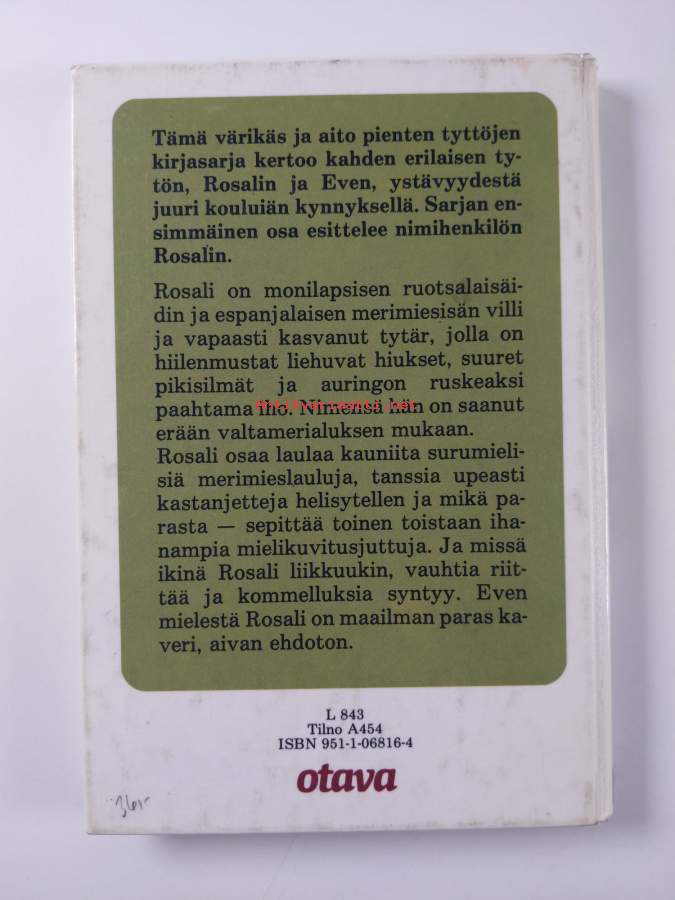 Tämä värikäs ja aito pienten tyttöjen
kirjasarja kertoo kahden erilaisen ty-
tön, Rosalin ja Even, ystävyydestä
juuri kouluiän kynnyksellä. Sarjan en-
simmäinen osa esittelee nimihenkilön
Rosalin.
Rosali on monilapsisen ruotsalaisäi-
din ja espanjalaisen merimiesisän villi
ja vapaasti kasvanut tytär, jolla on
hiilenmustat liehuvat hiukset, suuret
pikisilmät ja auringon ruskeaksi
paahtama iho. Nimensä hän on saanut
erään valtamerialuksen mukaan.
Rosali osaa laulaa kauniita surumieli-
siä merimieslauluja, tanssia upeasti
kastanjetteja helisytellen ja mikä pa-
rasta — sepittää toinen toistaan iha-
nampia mielikuvitusjuttuja. Ja missä
ikinä Rosali liikkuukin, vauhtia riit-
tää ja kommelluksia syntyy. Even
mielestä Rosali on maailman paras ka-
veri, aivan ehdoton.
L 843
Tilno A454
ISBN 951-1-06816-4
otava